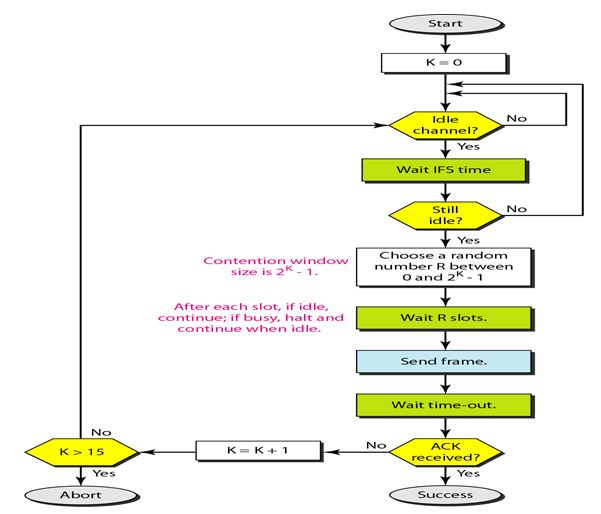 Start
K = 0
Idle
channel?
No
Yes
Wait IFS time
Still
idle?
No
Yes
Contention window
size is 2^K - 1.
Choose a random
number R between
0 and 2^K - 1
After each slot, if idle,
continue; if busy, halt and
continue when idle.
Wait R slots.
Send frame.
Wait time-out.
ACK
received?
No
Yes
K = K + 1
No
K > 15
Yes
Abort
Success